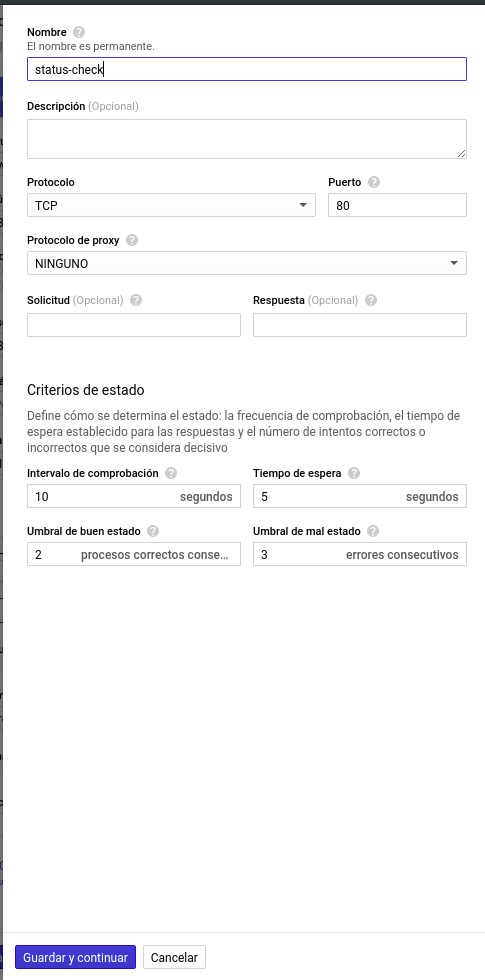 Nombre
El nombre es permanente.
status-check
Descripción (Opcional)
Protocolo Puerto
TCP 80
Protocolo de proxy
NINGUNO
Solicitud (Opcional) Respuesta (Opcional)
Criterios de estado
Define cómo se determina el estado: la frecuencia de comprobación, el tiempo de
espera establecido para las respuestas y el número de intentos correctos o
incorrectos que se considera decisivo
Intervalo de comprobación Tiempo de espera
10 segundos 5 segundos
Umbral de buen estado Umbral de mal estado
2 procesos correctos conse... 3 errores consecutivos
Guardar y continuar Cancelar